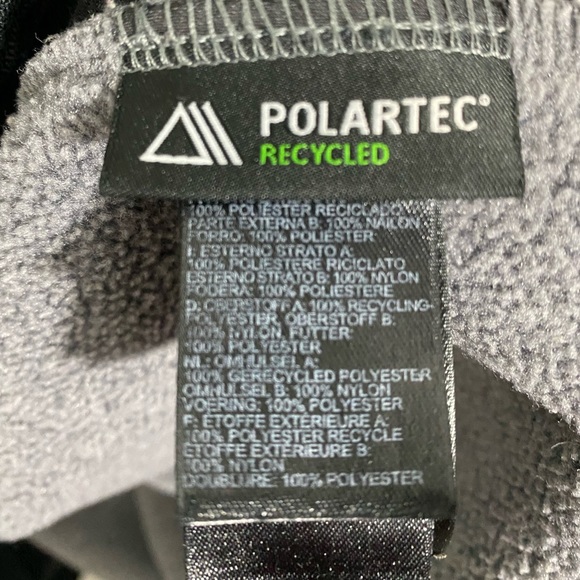 POLARTEC®
RECYCLED
100% POLIESTER RECICLADO
PARTE EXTERNA B: 100% NAILON
FORRO: 100% POLIESTER
I: ESTERNO STRATO A:
100% POLIESTERE RICICLATO
ESTERNO STRATO B: 100% NYLON
FODERA: 100% POLIESTERE
D: OBERSTOFF A: 100% RECYCLING-
POLYESTER, OBERSTOFF B:
100% NYLON, FUTTER:
100% POLYESTER
NL: OMHULSEL A:
100% GERECYCLED POLYESTER
OMHULSEL B: 100% NYLON
VOERING: 100% POLYESTER
F: ETOFFE EXTÉRIEURE A:
100% POLYESTER RECYCLE
ETOFFE EXTÉRIEURE B:
100% NYLON
DOUBLURE: 100% POLYESTER